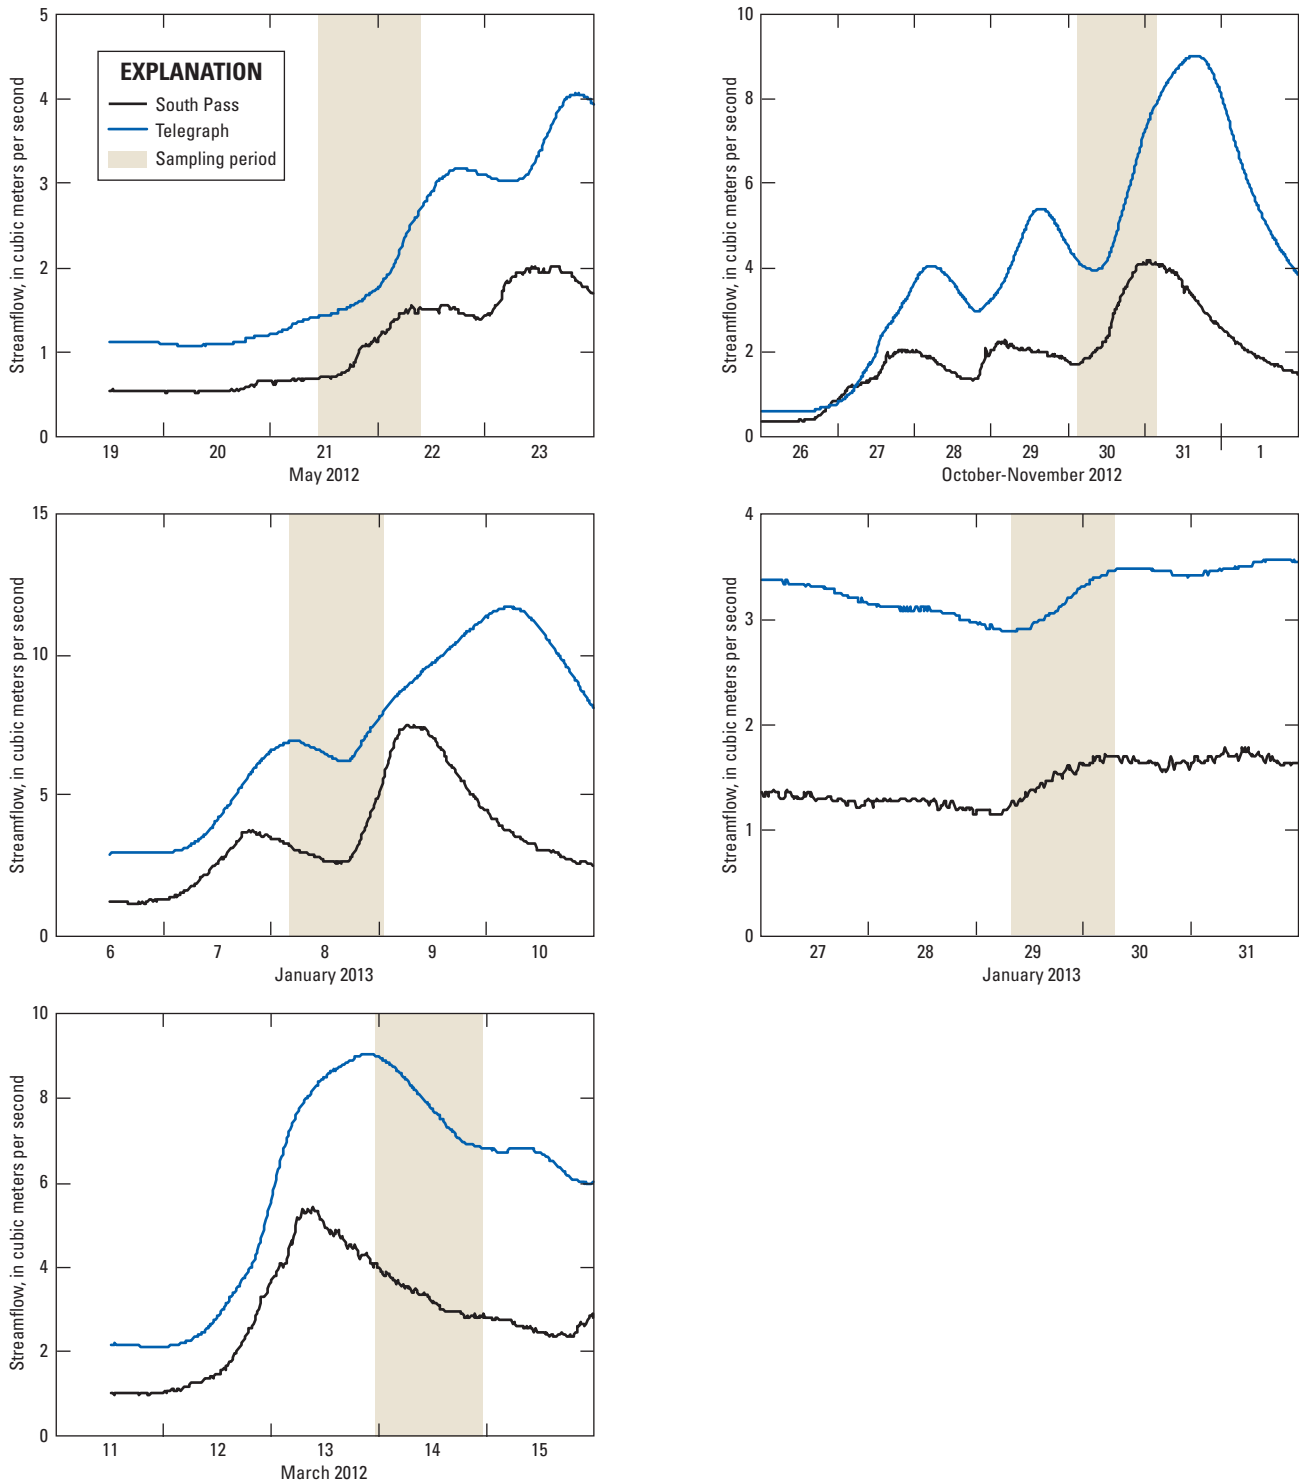 Streamflow, in cubic meters per second
5
4
3
2
1
0
EXPLANATION
South Pass
Telegraph
Sampling period
19 20 21 22 23
May 2012
Streamflow, in cubic meters per second
10
8
6
4
2
0
26 27 28 29 30 31 1
October-November 2012
Streamflow, in cubic meters per second
15
10
5
0
6 7 8 9 10
January 2013
Streamflow, in cubic meters per second
4
3
2
1
0
27 28 29 30 31
January 2013
Streamflow, in cubic meters per second
10
8
6
4
2
0
11 12 13 14 15
March 2012